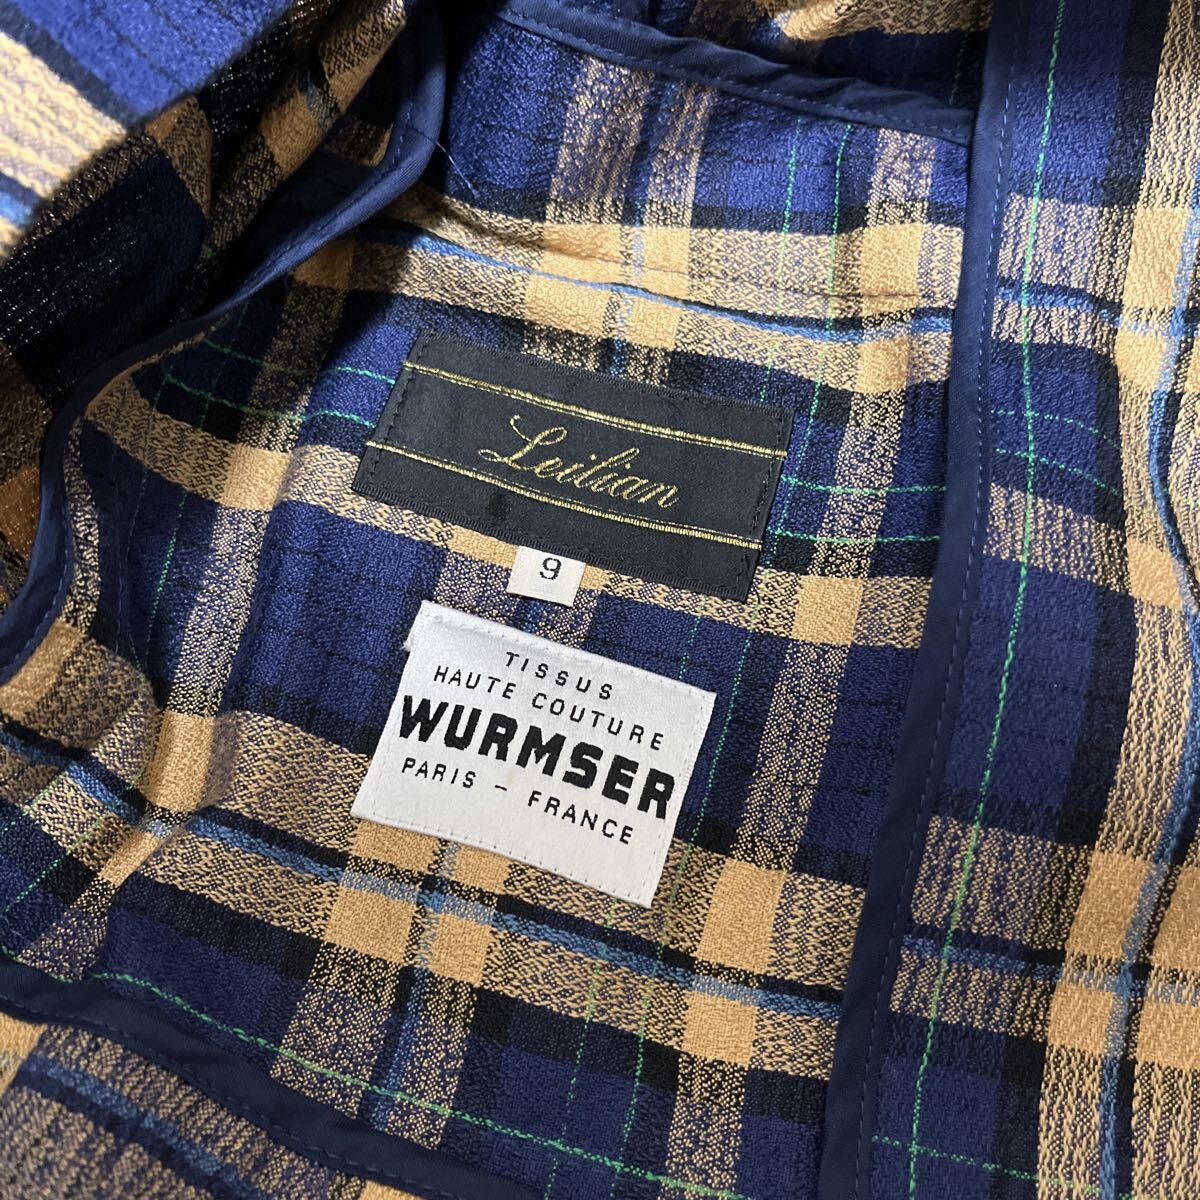 Leilian
9
TISSUS
HAUTE COUTURE
WURMSER
PARIS – FRANCE